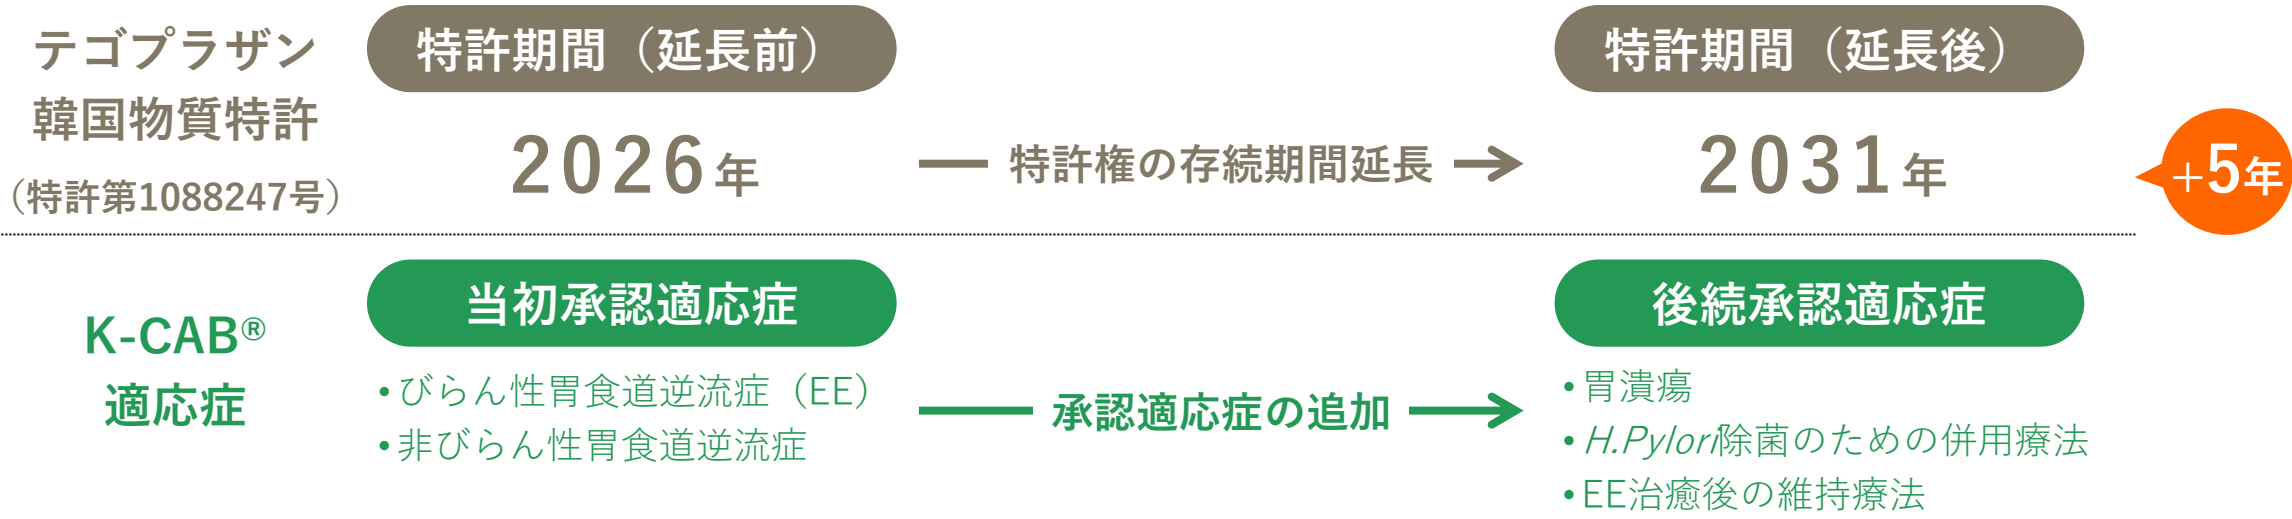 テゴプラザン
韓国物質特許
（特許第1088247号）
特許期間（延長前）
2026年
特許権の存続期間延長
特許期間（延長後）
2031年
+5年
K-CAB®
適応症
当初承認適応症
•びらん性胃食道逆流症（EE）
•非びらん性胃食道逆流症
承認適応症の追加
後続承認適応症
•胃潰瘍
•H.Pylori除菌のための併用療法
•EE治癒後の維持療法